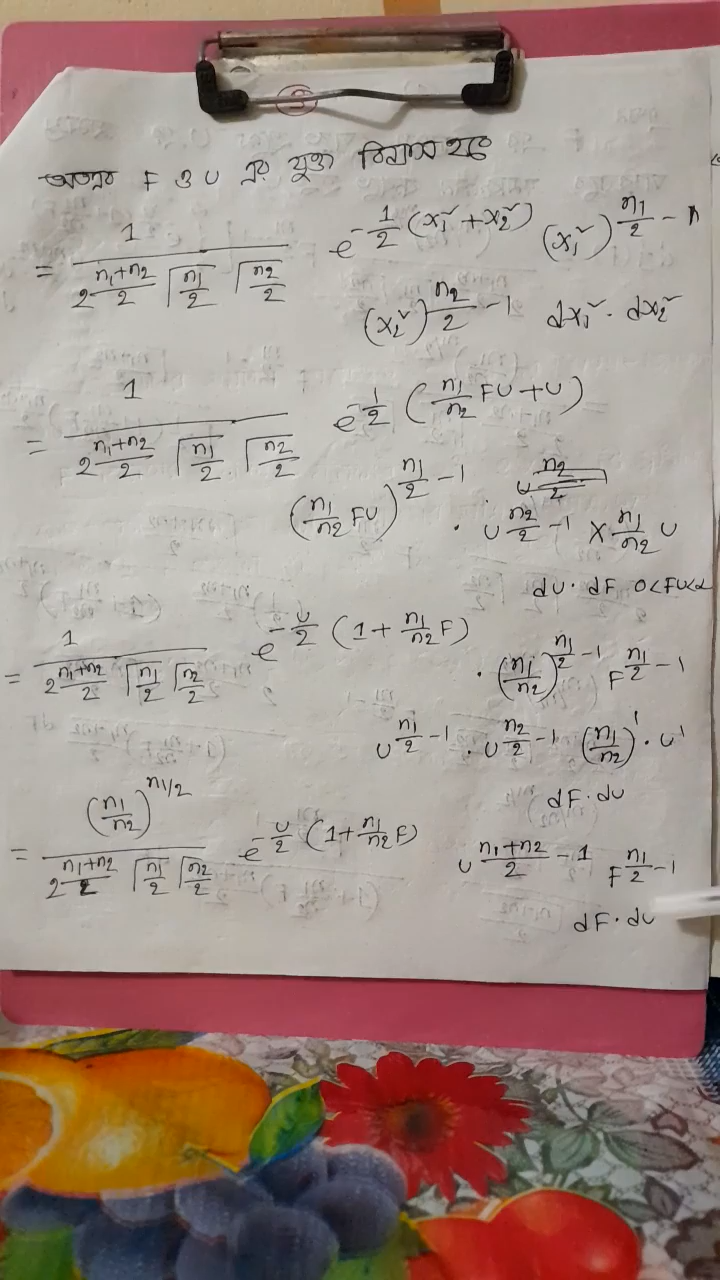 ৩
অতএব F ও U এর যুক্ত বিন্যাস হবে
= 1 / (2^((n₁+n₂)/2) Γ(n₁/2) Γ(n₂/2)) e^(-1/2 (x₁² + x₂²)) (x₁²)^(n₁/2 - 1)
(x₂²)^(n₂/2 - 1) dx₁² · dx₂²
= 1 / (2^((n₁+n₂)/2) Γ(n₁/2) · Γ(n₂/2)) e^(-1/2 (n₁/n₂ FU + U))
(n₁/n₂ FU)^(n₁/2 - 1) · U^(n₂/2 - 1) × n₁/n₂ U
dU · dF 0<FU<α
= 1 / (2^((n₁+n₂)/2) Γ(n₁/2) Γ(n₂/2)) e^(-U/2 (1 + n₁/n₂ F)) · (n₁/n₂)^(n₁/2 - 1) F^(n₁/2 - 1)
U^(n₁/2 - 1) · U^(n₂/2 - 1) (n₁/n₂)^1 · U^1
dF · dU
= (n₁/n₂)^(n₁/2) / (2^((n₁+n₂)/2) Γ(n₁/2) Γ(n₂/2)) e^(-U/2 (1 + n₁/n₂ F)) U^((n₁+n₂)/2 - 1) F^(n₁/2 - 1)
dF · dU